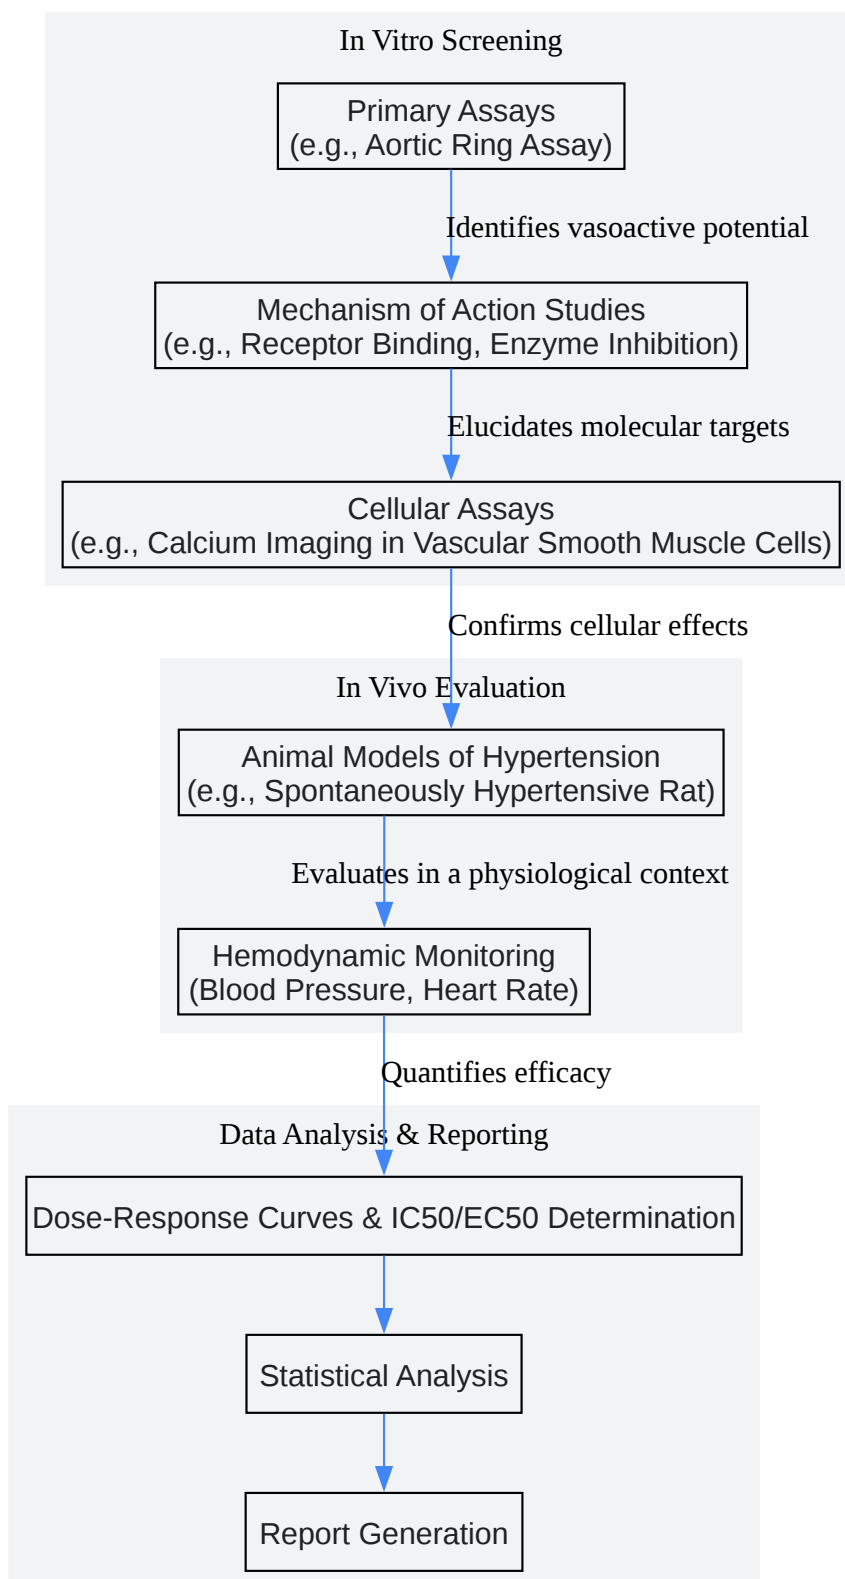 In Vitro Screening
Primary Assays
(e.g., Aortic Ring Assay)
Identifies vasoactive potential
Mechanism of Action Studies
(e.g., Receptor Binding, Enzyme Inhibition)
Elucidates molecular targets
Cellular Assays
(e.g., Calcium Imaging in Vascular Smooth Muscle Cells)
Confirms cellular effects
In Vivo Evaluation
Animal Models of Hypertension
(e.g., Spontaneously Hypertensive Rat)
Evaluates in a physiological context
Hemodynamic Monitoring
(Blood Pressure, Heart Rate)
Quantifies efficacy
Data Analysis & Reporting
Dose-Response Curves & IC50/EC50 Determination
Statistical Analysis
Report Generation